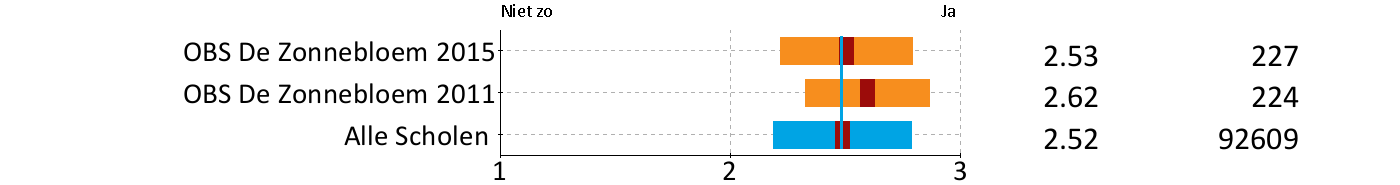 Niet zo Ja
OBS De Zonnebloem 2015 2.53 227
OBS De Zonnebloem 2011 2.62 224
Alle Scholen 2.52 92609
1 2 3